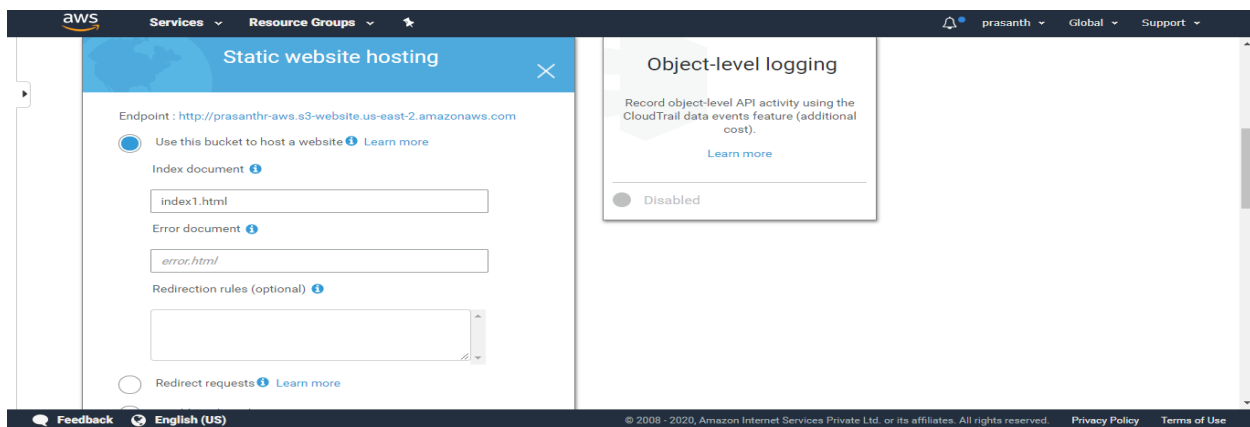 aws Services Resource Groups prasanth Global Support
Static website hosting
Endpoint : http://prasanthr-aws.s3-website.us-east-2.amazonaws.com
Use this bucket to host a website Learn more
Index document
index1.html
Error document
error.html
Redirection rules (optional)
Redirect requests Learn more
Object-level logging
Record object-level API activity using the
CloudTrail data events feature (additional
cost).
Learn more
Disabled
Feedback English (US) © 2008 - 2020, Amazon Internet Services Private Ltd. or its affiliates. All rights reserved. Privacy Policy Terms of Use